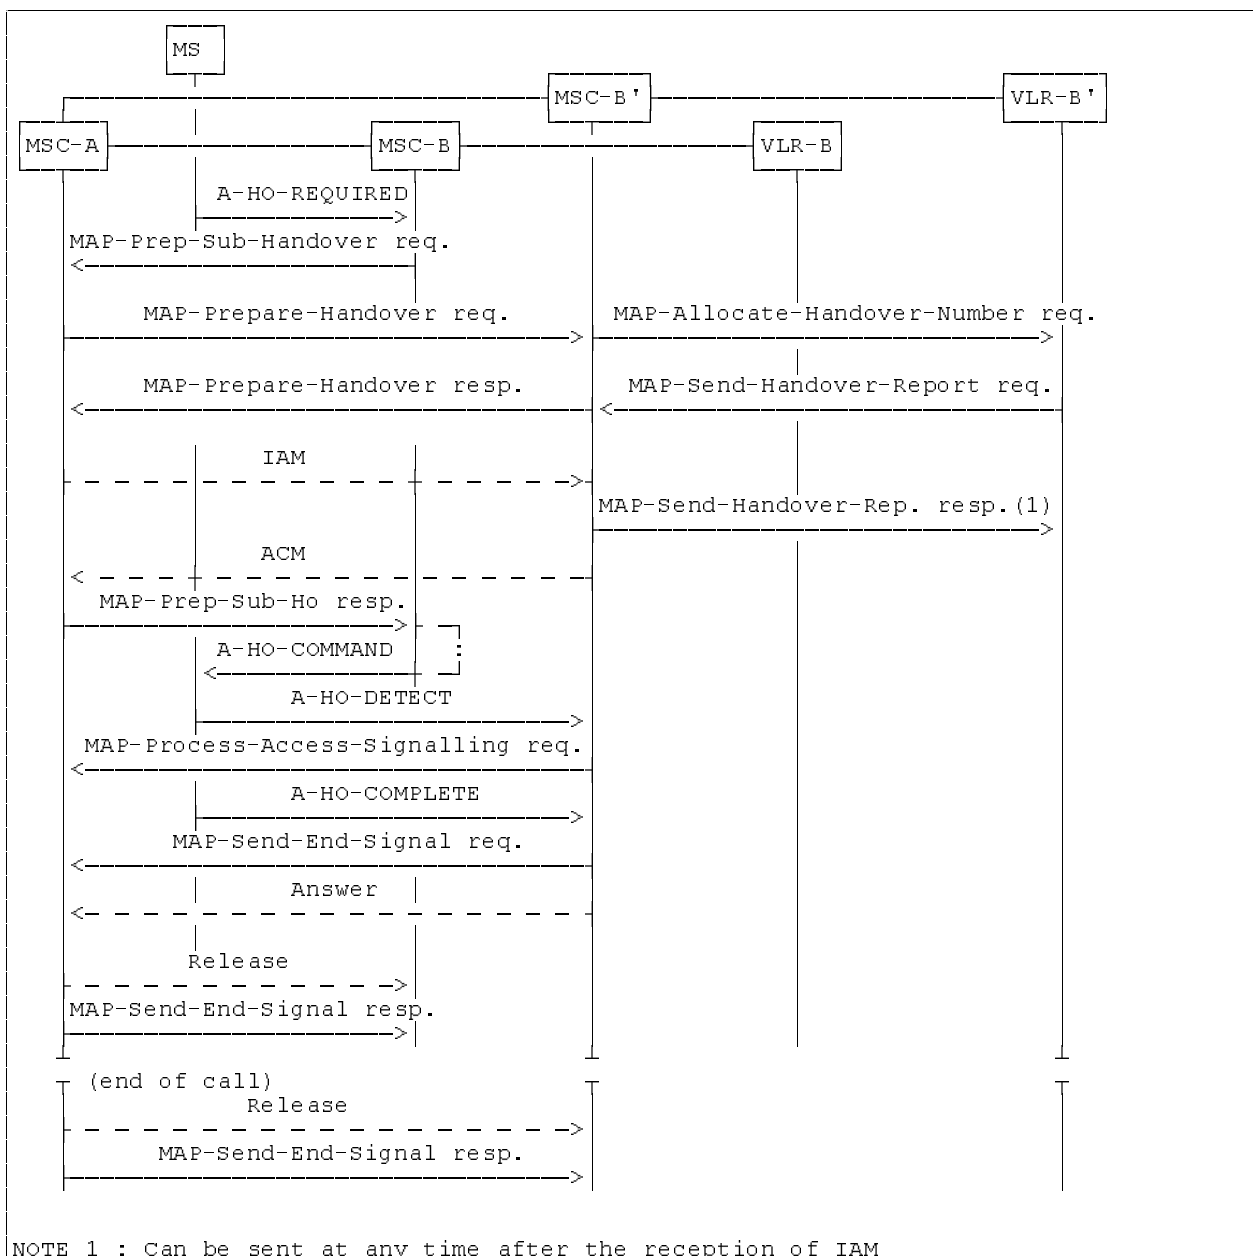 MS
MSC-B'
VLR-B'
MSC-A
MSC-B
VLR-B
A-HO-REQUIRED
MAP-Prep-Sub-Handover req.
MAP-Prepare-Handover req.
MAP-Allocate-Handover-Number req.
MAP-Prepare-Handover resp.
MAP-Send-Handover-Report req.
IAM
MAP-Send-Handover-Rep. resp.(1)
ACM
MAP-Prep-Sub-Ho resp.
A-HO-COMMAND
A-HO-DETECT
MAP-Process-Access-Signalling req.
A-HO-COMPLETE
MAP-Send-End-Signal req.
Answer
Release
MAP-Send-End-Signal resp.
(end of call)
Release
MAP-Send-End-Signal resp.
NOTE 1 : Can be sent at any time after the reception of IAM